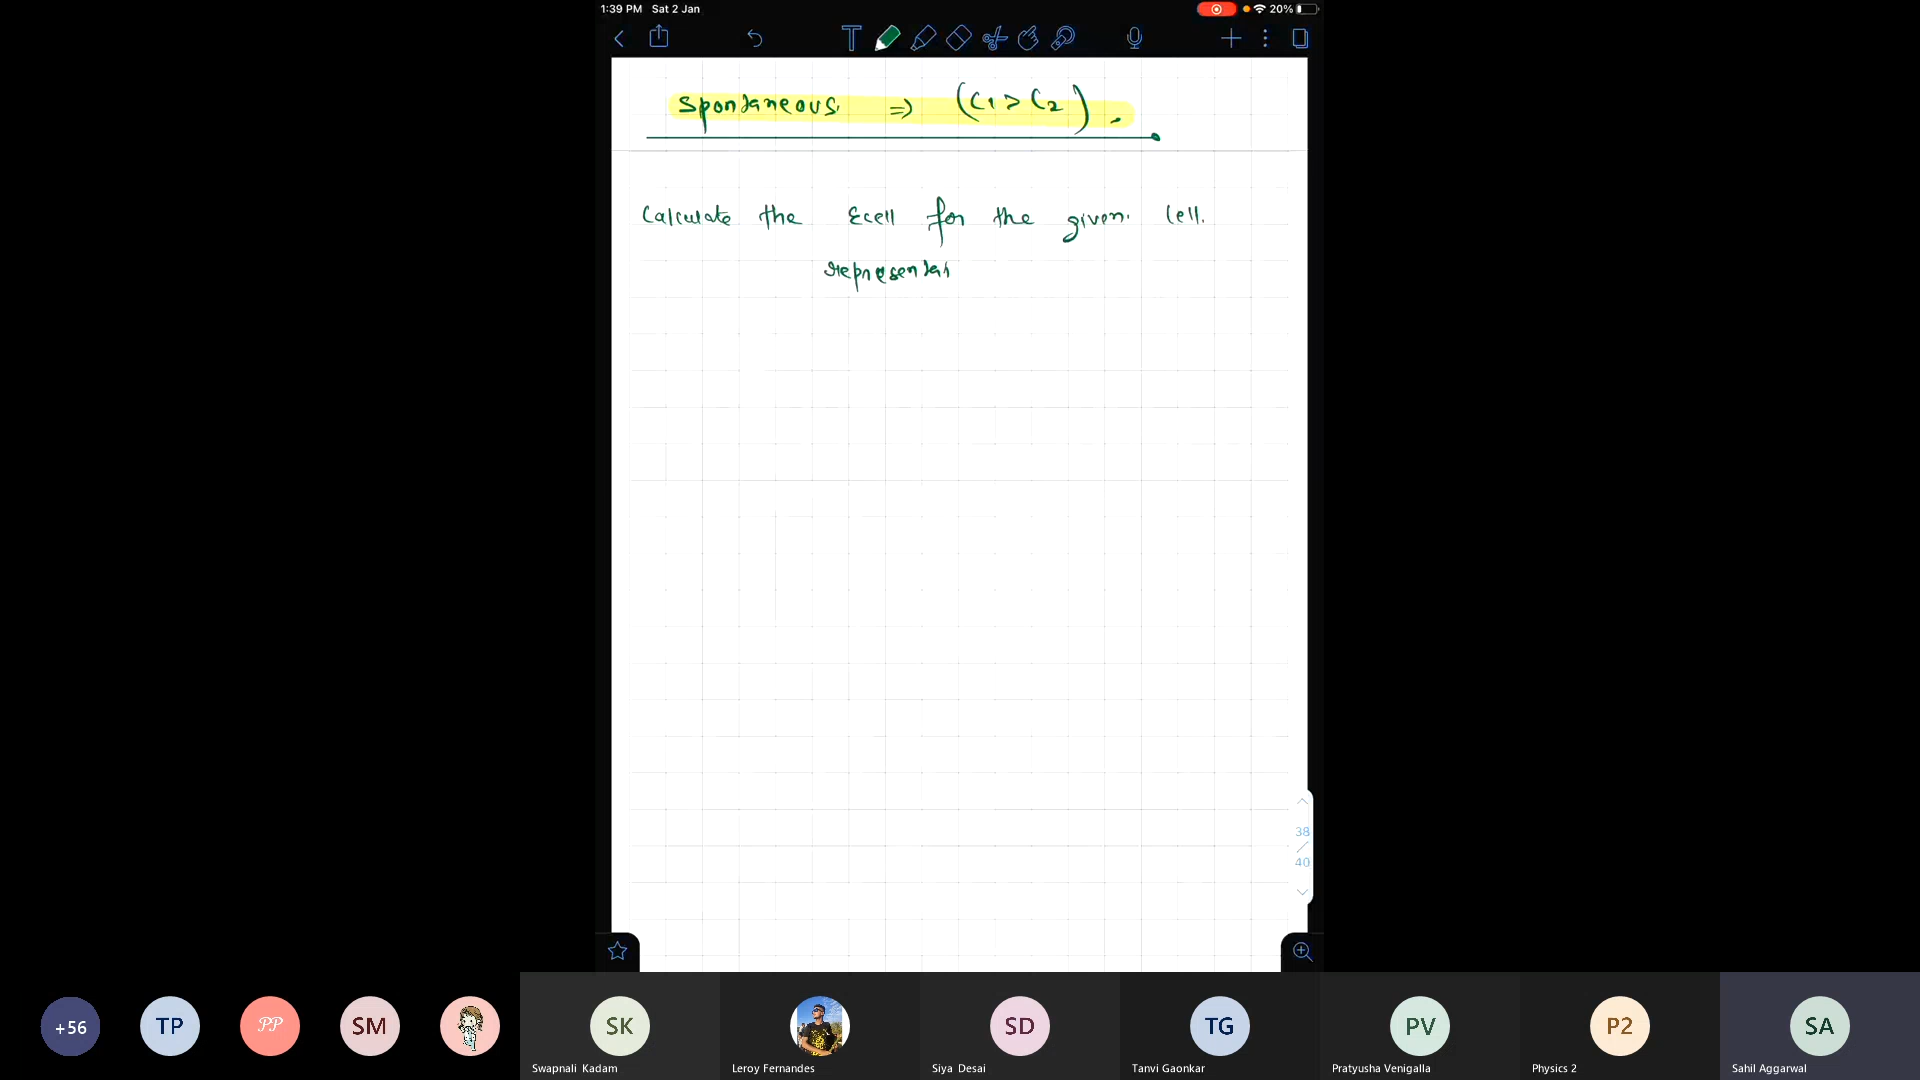 1:39 PM Sat 2 Jan
20%
Spontaneous ⇒ (C1 > C2).
Calculate the Ecell for the given cell.
representati
38
/
40
+56
TP
PP
SM
SK
SD
TG
PV
P2
SA
Swapnali Kadam
Leroy Fernandes
Siya Desai
Tanvi Gaonkar
Pratyusha Venigalla
Physics 2
Sahil Aggarwal